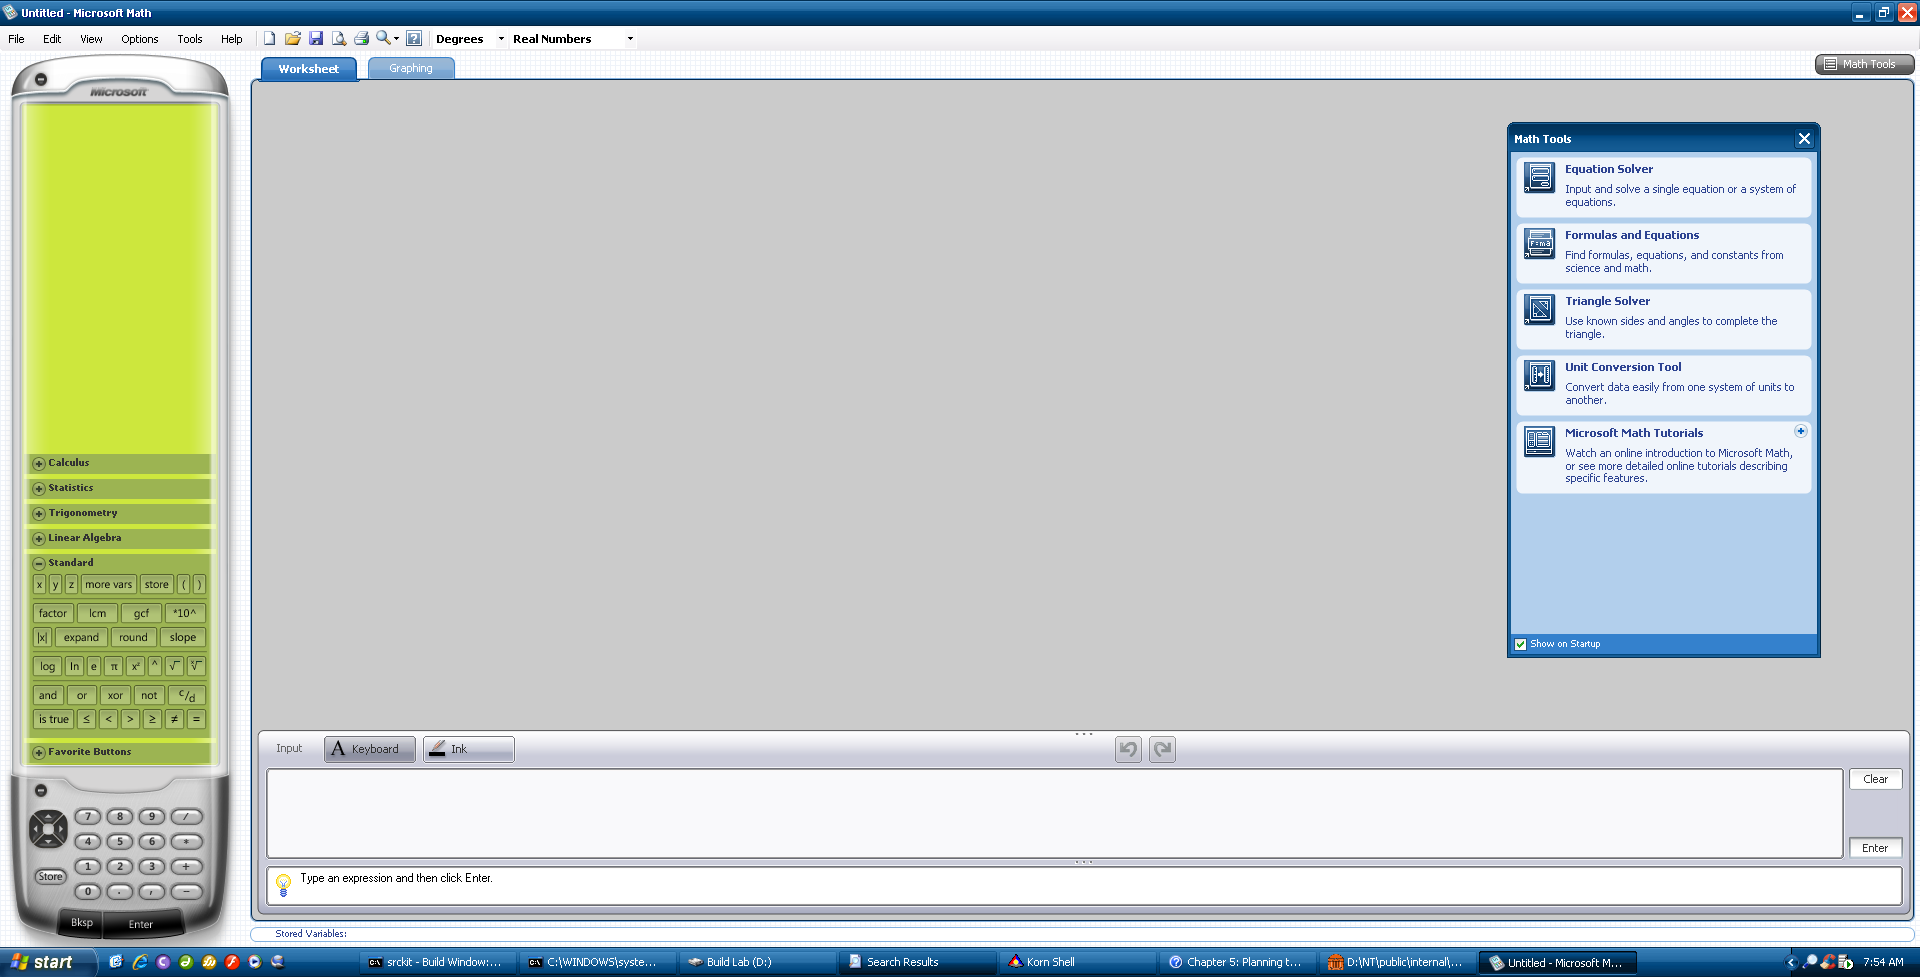 Untitled - Microsoft Math
File Edit View Options Tools Help Degrees Real Numbers
Worksheet Graphing Math Tools
Microsoft
Math Tools
Equation Solver
Input and solve a single equation or a system of
equations.
Formulas and Equations
Find formulas, equations, and constants from
science and math.
Triangle Solver
Use known sides and angles to complete the
triangle.
Unit Conversion Tool
Convert data easily from one system of units to
another.
Microsoft Math Tutorials
Watch an online introduction to Microsoft Math,
or see more detailed online tutorials describing
specific features.
Show on Startup
Calculus
Statistics
Trigonometry
Linear Algebra
Standard
x y z more vars store ( )
factor lcm gcf *10^
|x| expand round slope
log ln e π x² ^ √ ˣ√
and or xor not c/d
is true ≤ < > ≥ ≠ =
Favorite Buttons
7 8 9 /
4 5 6 *
1 2 3 +
Store
0 . , −
Bksp Enter
Input Keyboard Ink
Clear
Enter
Type an expression and then click Enter.
Stored Variables:
start srckit - Build Window:... C:\WINDOWS\syste... Build Lab (D:) Search Results Korn Shell Chapter 5: Planning t... D:\NT\public\internal\... Untitled - Microsoft M... 7:54 AM